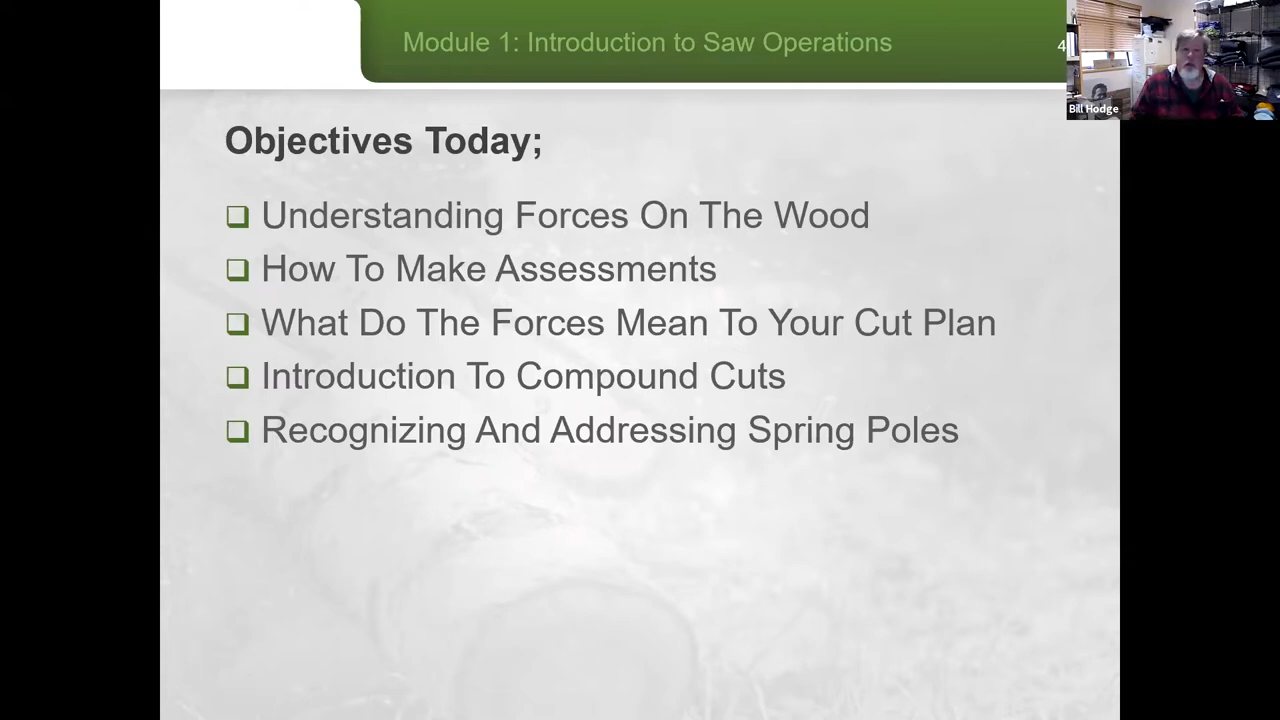 Module 1: Introduction to Saw Operations
4
Bill Hodge
Objectives Today;
Understanding Forces On The Wood
How To Make Assessments
What Do The Forces Mean To Your Cut Plan
Introduction To Compound Cuts
Recognizing And Addressing Spring Poles